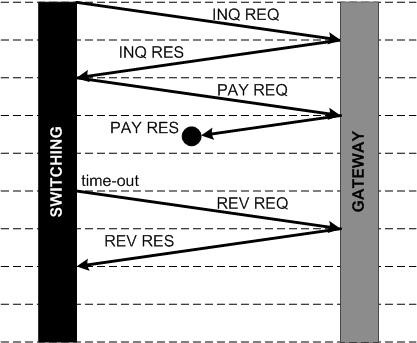 INQ REQ
INQ RES
PAY REQ
PAY RES
SWITCHING
GATEWAY
time-out
REV REQ
REV RES